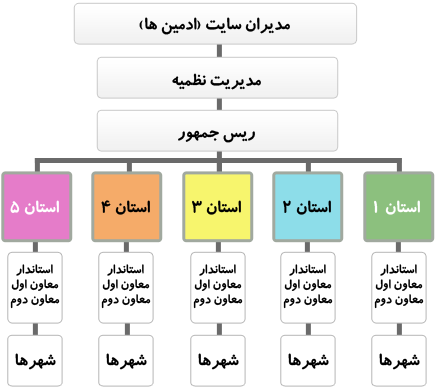 مدیران سایت (ادمین ها)
مدیریت نظمیه
ریس جمهور
استان ۱
استان ۲
استان ۳
استان ۴
استان ۵
استاندار
معاون اول
معاون دوم
استاندار
معاون اول
معاون دوم
استاندار
معاون اول
معاون دوم
استاندار
معاون اول
معاون دوم
استاندار
معاون اول
معاون دوم
شهرها
شهرها
شهرها
شهرها
شهرها